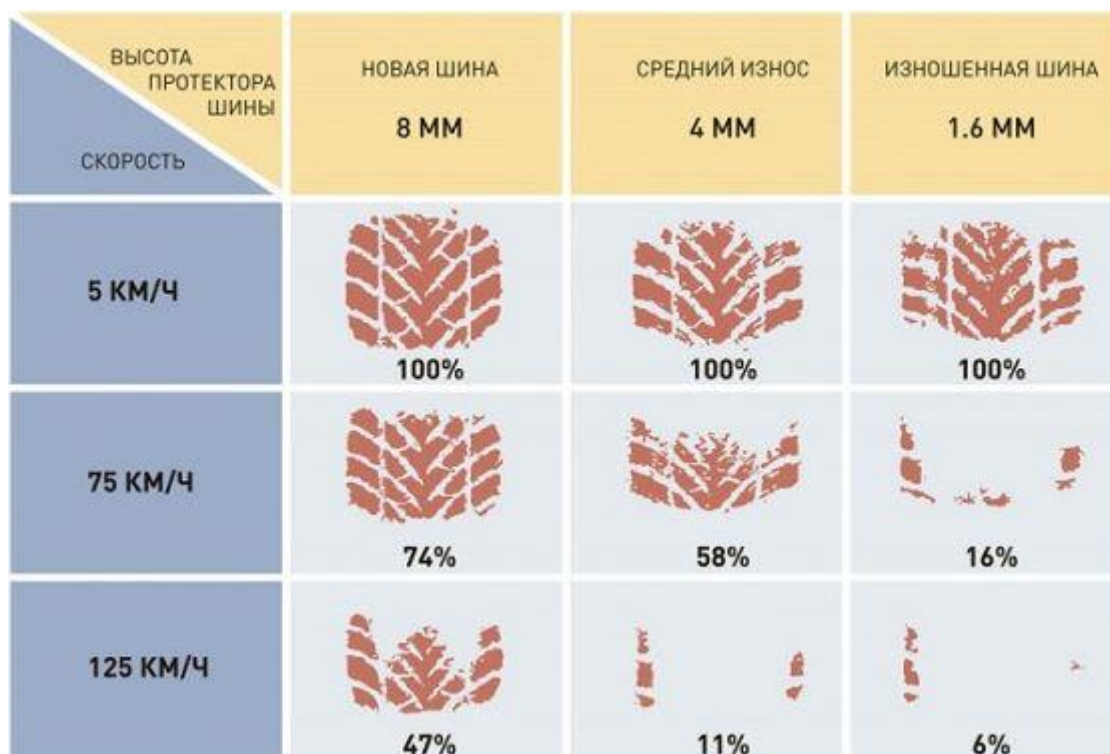 ВЫСОТА
ПРОТЕКТОРА
ШИНЫ
СКОРОСТЬ
НОВАЯ ШИНА
8 ММ
СРЕДНИЙ ИЗНОС
4 ММ
ИЗНОШЕННАЯ ШИНА
1.6 ММ
5 КМ/Ч
100%
100%
100%
75 КМ/Ч
74%
58%
16%
125 КМ/Ч
47%
11%
6%